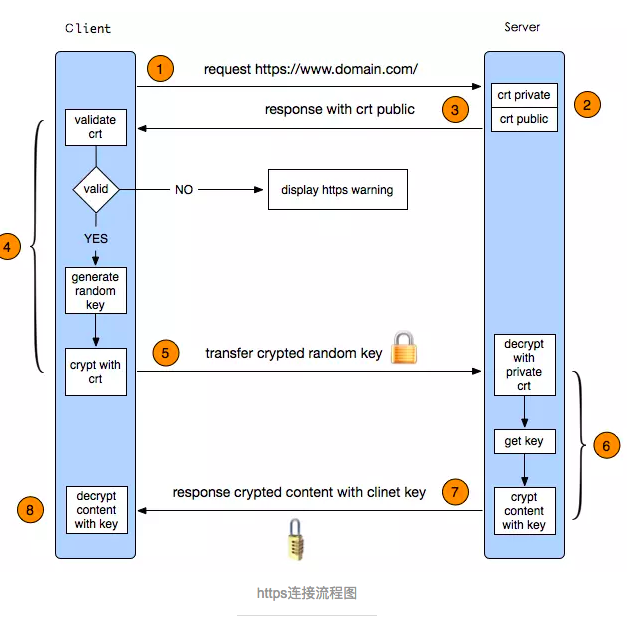 Client
Server
1
request https://www.domain.com/
crt private
crt public
2
response with crt public
3
validate
crt
valid
NO
display https warning
YES
4
generate
random
key
crypt with
crt
5
transfer crypted random key
decrypt
with
private
crt
get key
6
crypt
content
with key
response crypted content with clinet key
7
8
decrypt
content
with key
https连接流程图